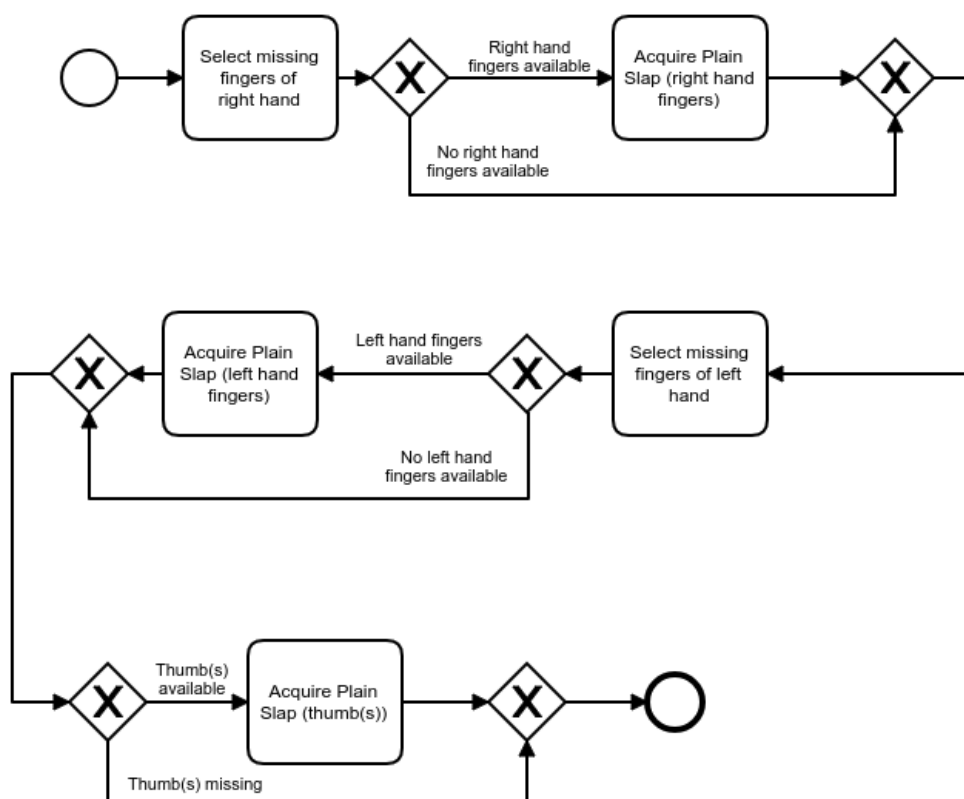 Select missing
fingers of
right hand
X
Right hand
fingers available
Acquire Plain
Slap (right hand
fingers)
X
No right hand
fingers available
X
Acquire Plain
Slap (left hand
fingers)
Left hand fingers
available
X
Select missing
fingers of left
hand
No left hand
fingers available
X
Thumb(s)
available
Acquire Plain
Slap (thumb(s))
X
Thumb(s) missing